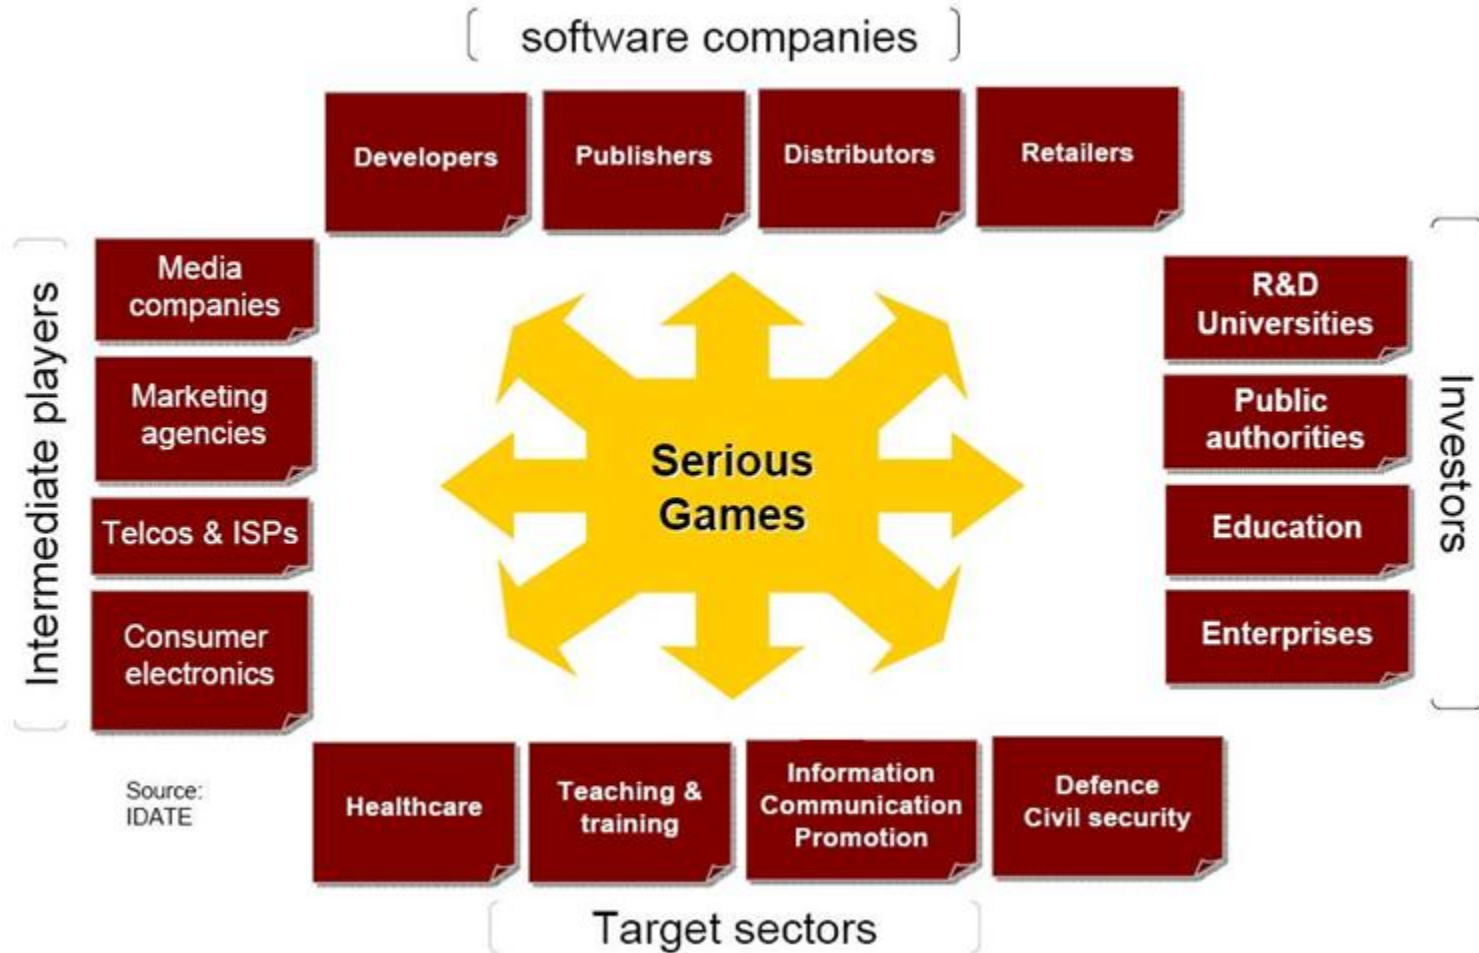 software companies
Developers
Publishers
Distributors
Retailers
Intermediate players
Media
companies
Marketing
agencies
Telcos & ISPs
Consumer
electronics
Serious
Games
R&D
Universities
Public
authorities
Education
Enterprises
Investors
Source:
IDATE
Healthcare
Teaching &
training
Information
Communication
Promotion
Defence
Civil security
Target sectors